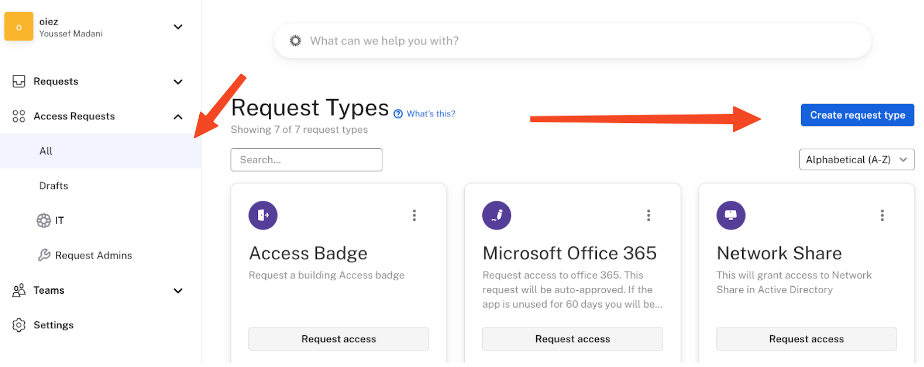 o
oiez
Youssef Madani
Requests
Access Requests
All
Drafts
IT
Request Admins
Teams
Settings
What can we help you with?
Request Types
What's this?
Showing 7 of 7 request types
Create request type
Search...
Alphabetical (A-Z)
Access Badge
Request a building Access badge
Request access
Microsoft Office 365
Request access to office 365. This
request will be auto-approved. If the
app is unused for 60 days you will be...
Request access
Network Share
This will grant access to Network
Share in Active Directory
Request access